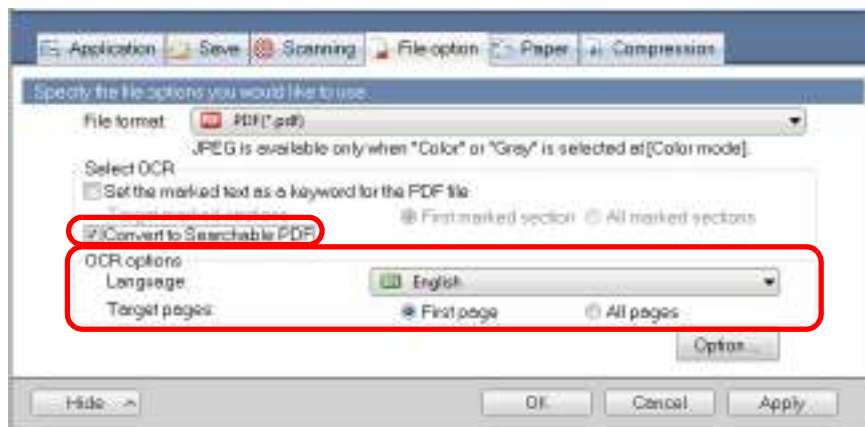 Application Save Scanning File option Paper Compression
Specify the file options you would like to use.
File format PDF(*.pdf)
JPEG is available only when "Color" or "Gray" is selected at [Color mode].
Select OCR
Set the marked text as a keyword for the PDF file
Target marked sections First marked section All marked sections
Convert to Searchable PDF
OCR options
Language English
Target pages: First page All pages
Option...
Hide OK Cancel Apply